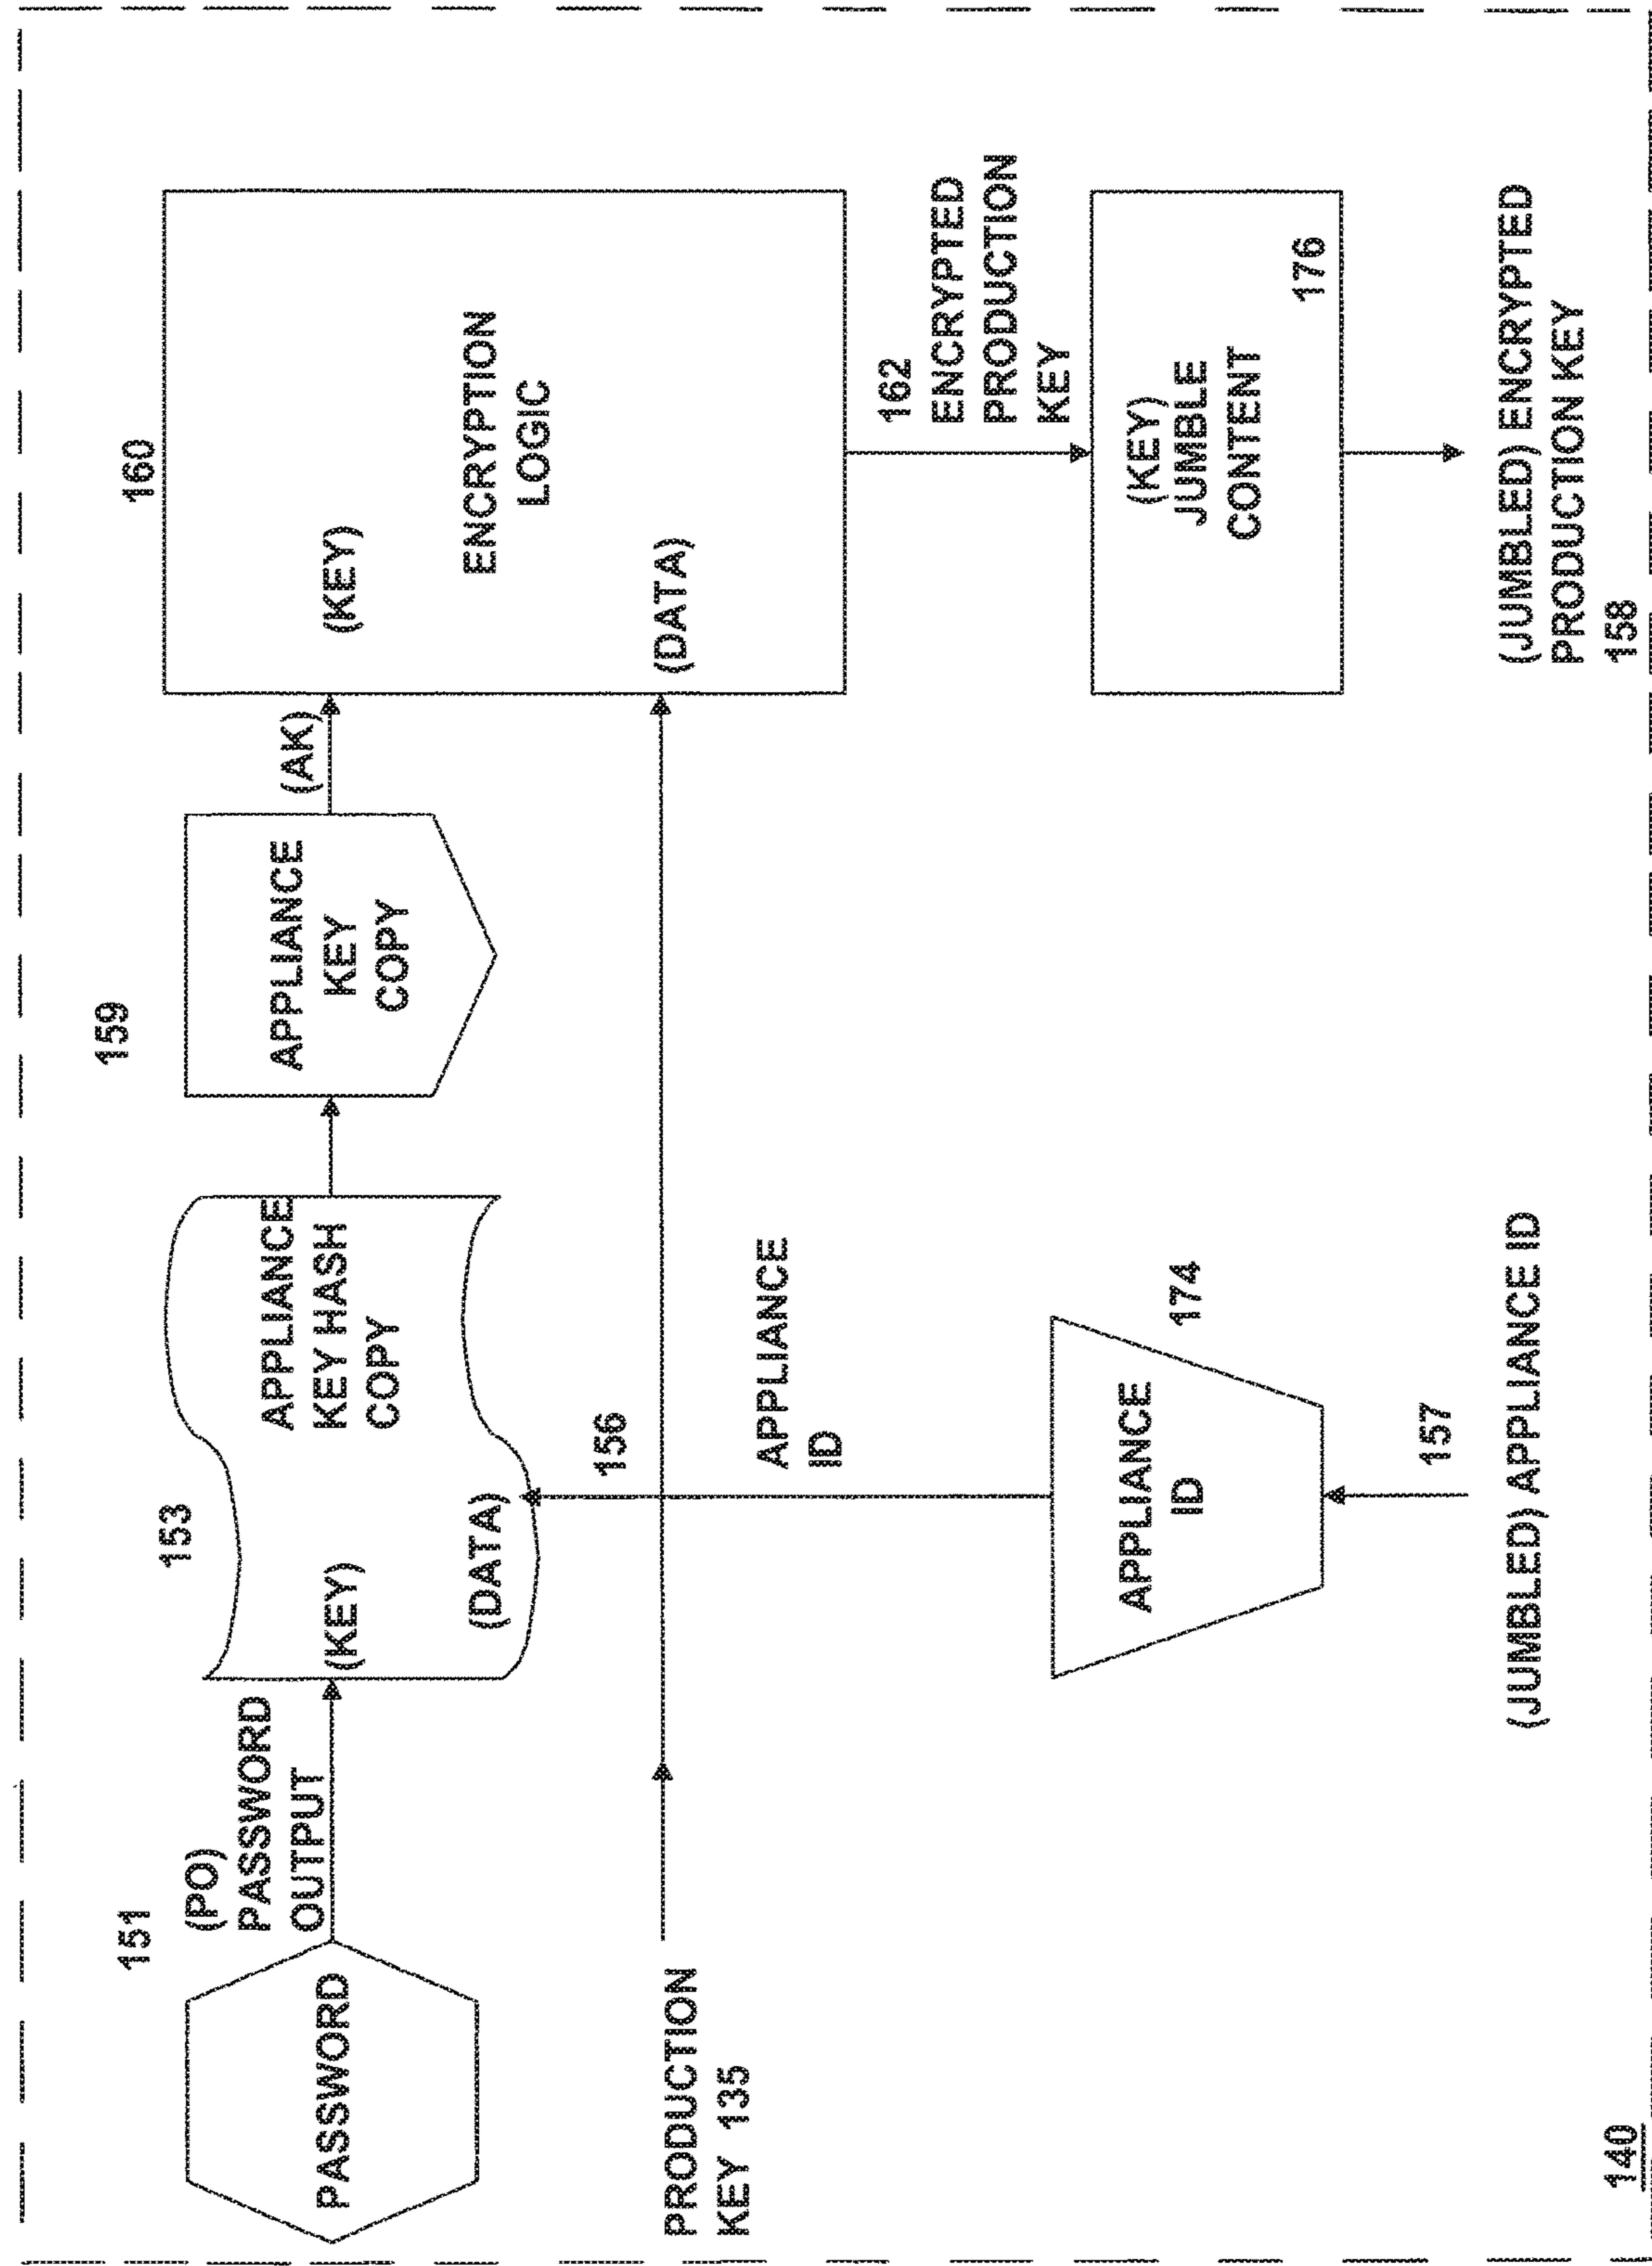 151
(PO)
PASSWORD
OUTPUT
PASSWORD
153
APPLIANCE
KEY HASH
COPY
(KEY)
(DATA)
159
APPLIANCE
KEY
COPY
(AK)
160
(KEY)
ENCRYPTION
LOGIC
(DATA)
PRODUCTION
KEY 135
156
APPLIANCE
ID
APPLIANCE
ID
174
157
(JUMBLED) APPLIANCE ID
162
ENCRYPTED
PRODUCTION
KEY
(KEY)
JUMBLE
CONTENT
176
(JUMBLED) ENCRYPTED
PRODUCTION KEY
158
140